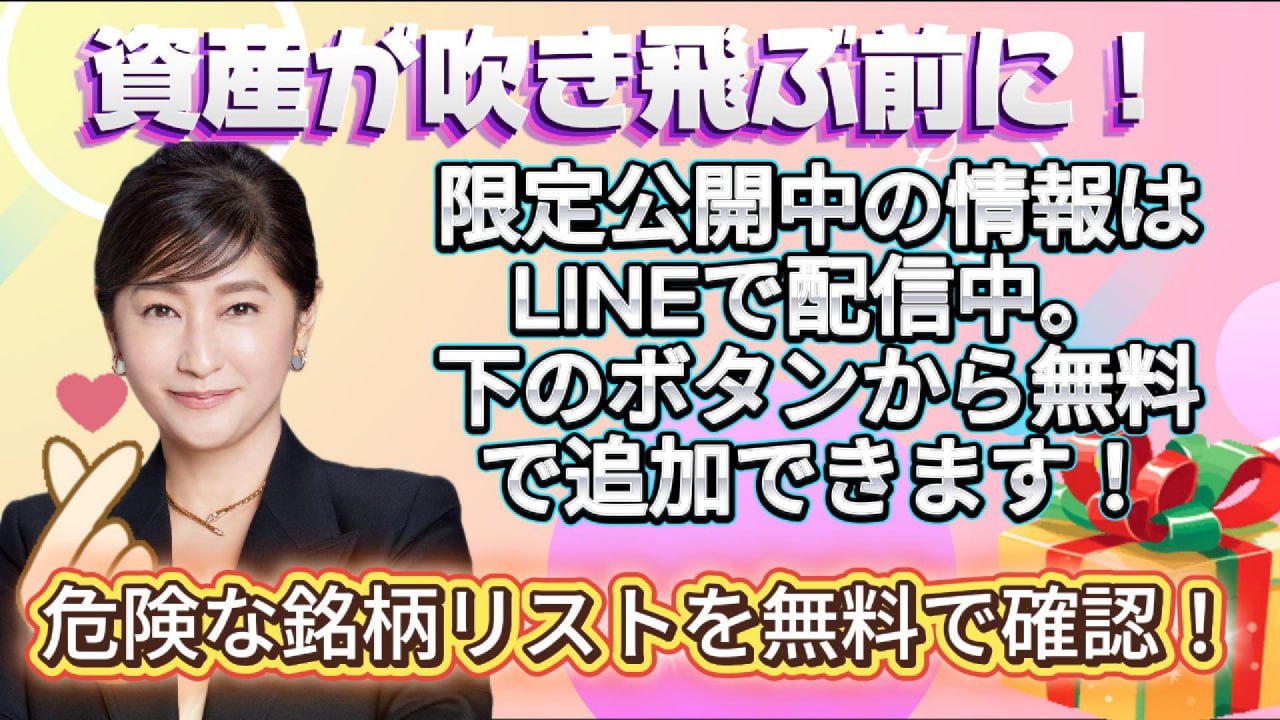 資産が吹き飛ぶ前に！
限定公開中の情報は
LINEで配信中。
下のボタンから無料
で追加できます！
危険な銘柄リストを無料で確認！